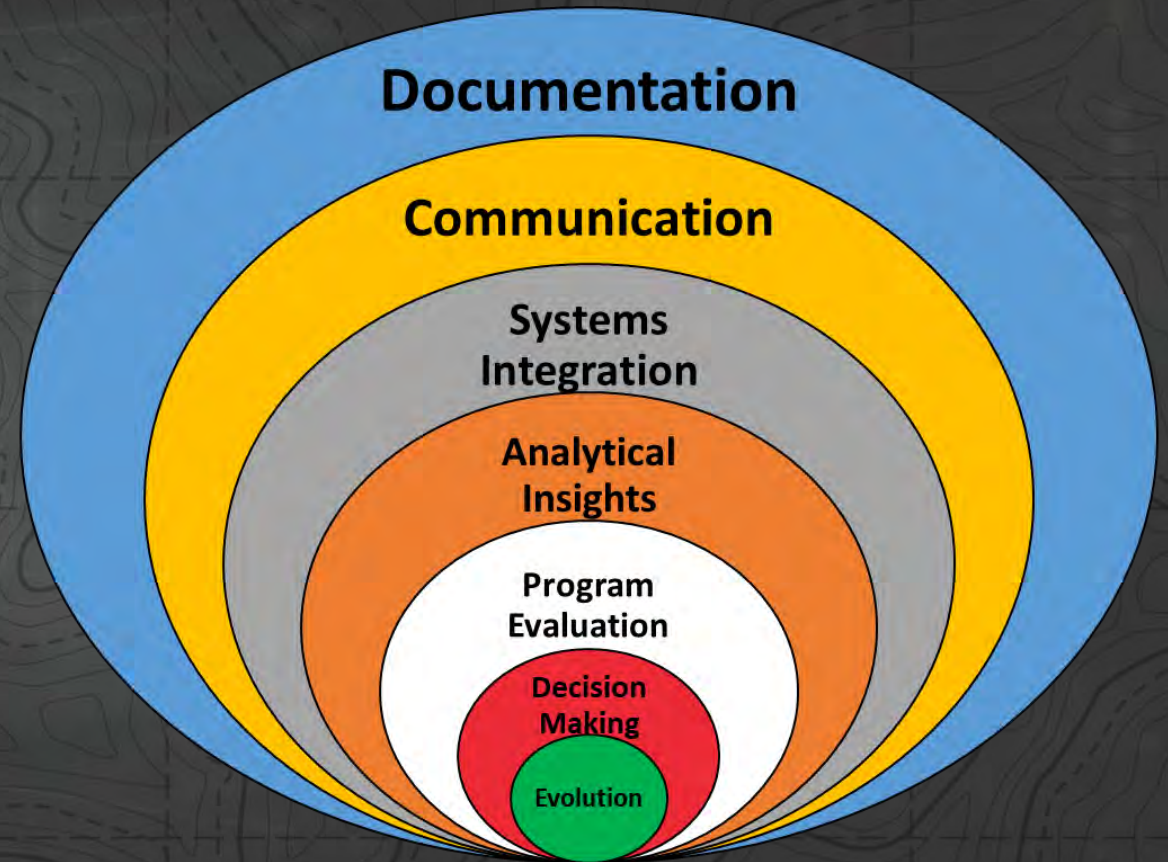 Documentation
Communication
Systems
Integration
Analytical
Insights
Program
Evaluation
Decision
Making
Evolution